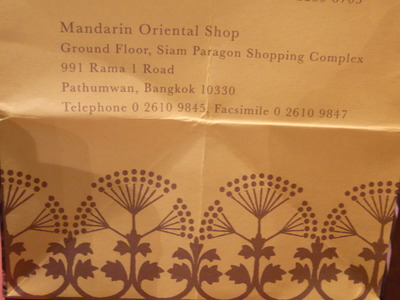 Mandarin Oriental Shop
Ground Floor, Siam Paragon Shopping Complex
991 Rama 1 Road
Pathumwan, Bangkok 10330
Telephone 0 2610 9845, Facsimile 0 2610 9847